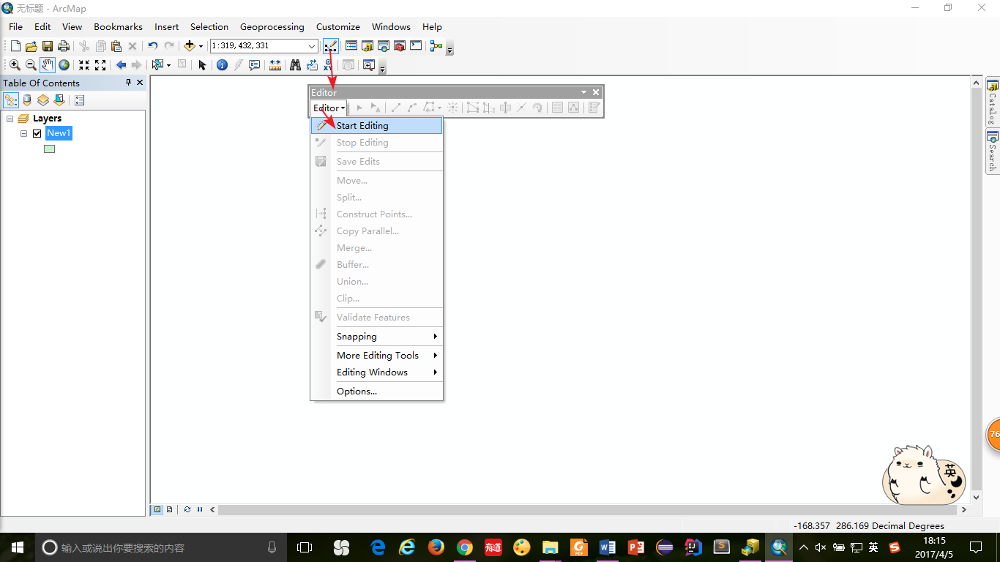 无标题 - ArcMap
File Edit View Bookmarks Insert Selection Geoprocessing Customize Windows Help
1:319,432,331
XY
Table Of Contents
Layers
New1
Editor
Editor
Start Editing
Stop Editing
Save Edits
Move...
Split...
Construct Points...
Copy Parallel...
Merge...
Buffer...
Union...
Clip...
Validate Features
Snapping
More Editing Tools
Editing Windows
Options...
Catalog
Search
76
英
-168.357 286.169 Decimal Degrees
输入或说出你要搜索的内容
有道
PDF
英
18:15
2017/4/5